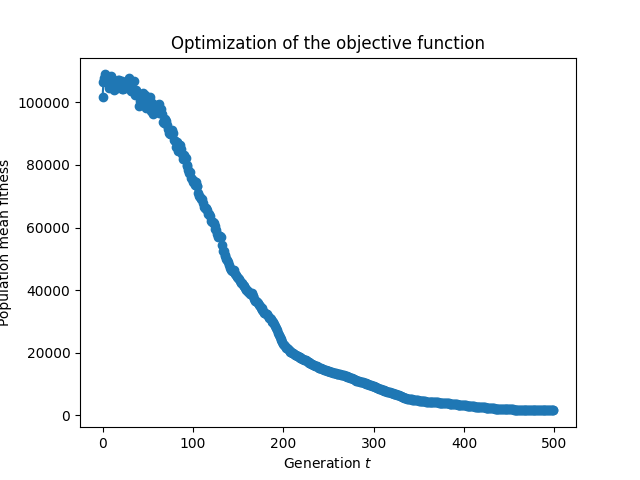 Optimization of the objective function
Population mean fitness
100000
80000
60000
40000
20000
0
0 100 200 300 400 500
Generation t